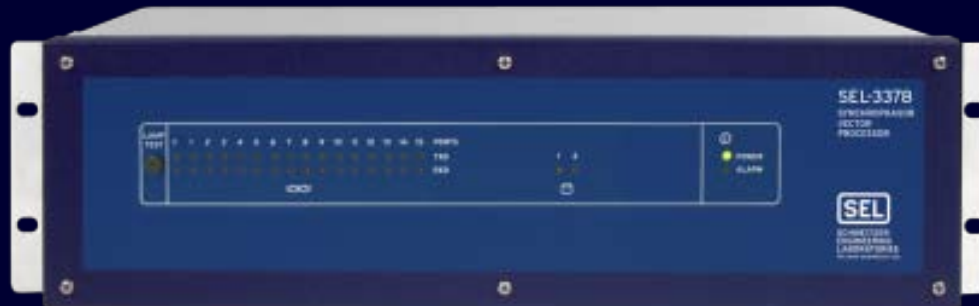 SEL-3378
SYNCHROPHASOR
VECTOR
PROCESSOR
LAMP
TEST
0 1 2 3 4 5 6 7 8 9 10 11 12 13 14 15 PORTS
TXD
RXD
1 2
POWER
ALARM
SEL
SCHWEITZER
ENGINEERING
LABORATORIES